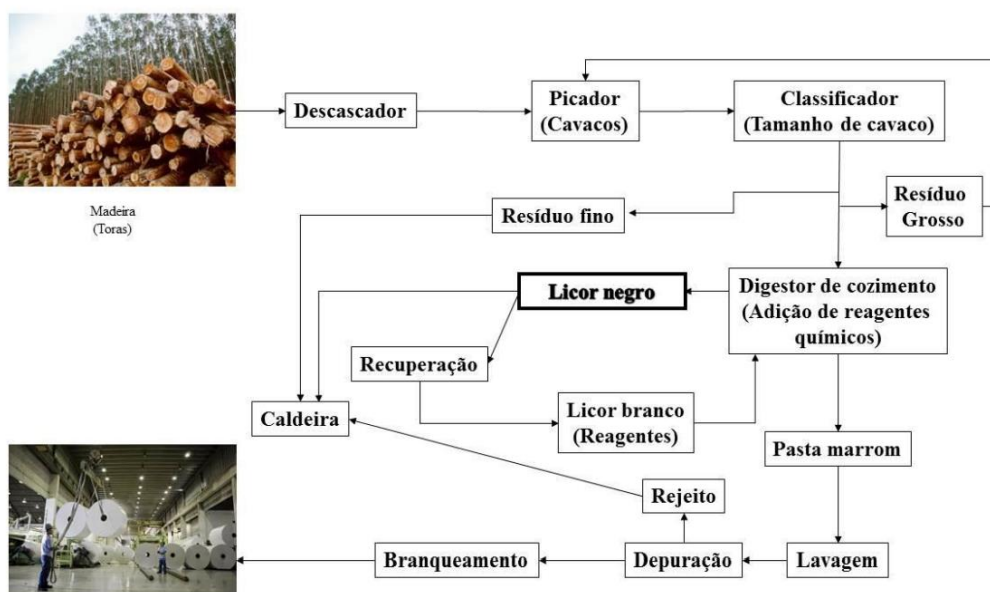 Descascador
Picador
(Cavacos)
Classificador
(Tamanho de cavaco)
Madeira
(Toras)
Resíduo fino
Resíduo
Grosso
Licor negro
Digestor de cozimento
(Adição de reagentes
químicos)
Recuperação
Caldeira
Licor branco
(Reagentes)
Pasta marrom
Rejeito
Branqueamento
Depuração
Lavagem